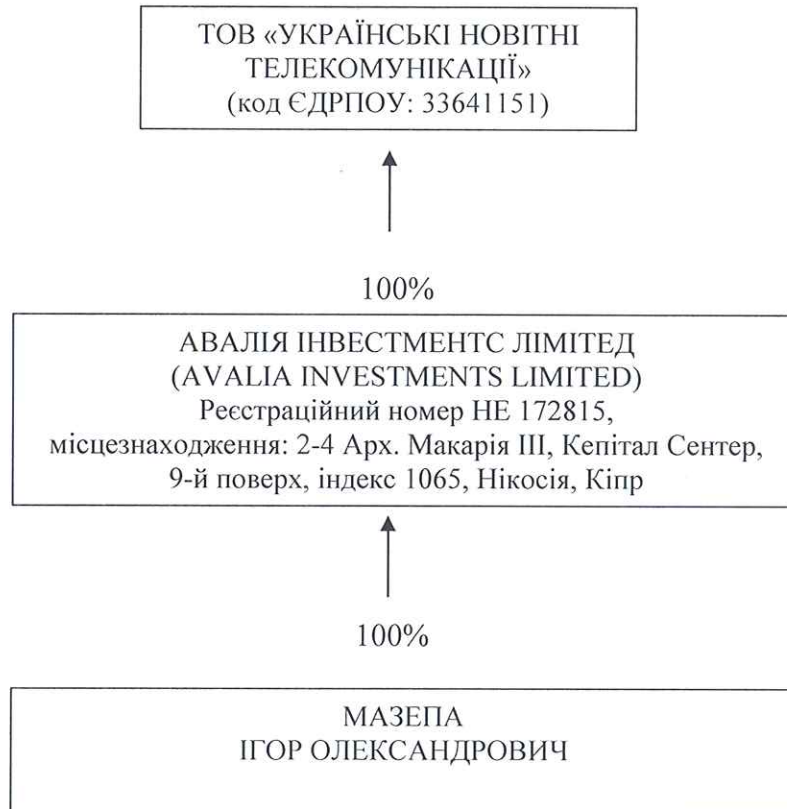 ТОВ «УКРАЇНСЬКІ НОВІТНІ
ТЕЛЕКОМУНІКАЦІЇ»
(код ЄДРПОУ: 33641151)
100%
АВАЛІЯ ІНВЕСТМЕНТС ЛІМІТЕД
(AVALIA INVESTMENTS LIMITED)
Реєстраційний номер НЕ 172815,
місцезнаходження: 2-4 Арх. Макарія III, Кепітал Сентер,
9-й поверх, індекс 1065, Нікосія, Кіпр
100%
МАЗЕПА
ІГОР ОЛЕКСАНДРОВИЧ